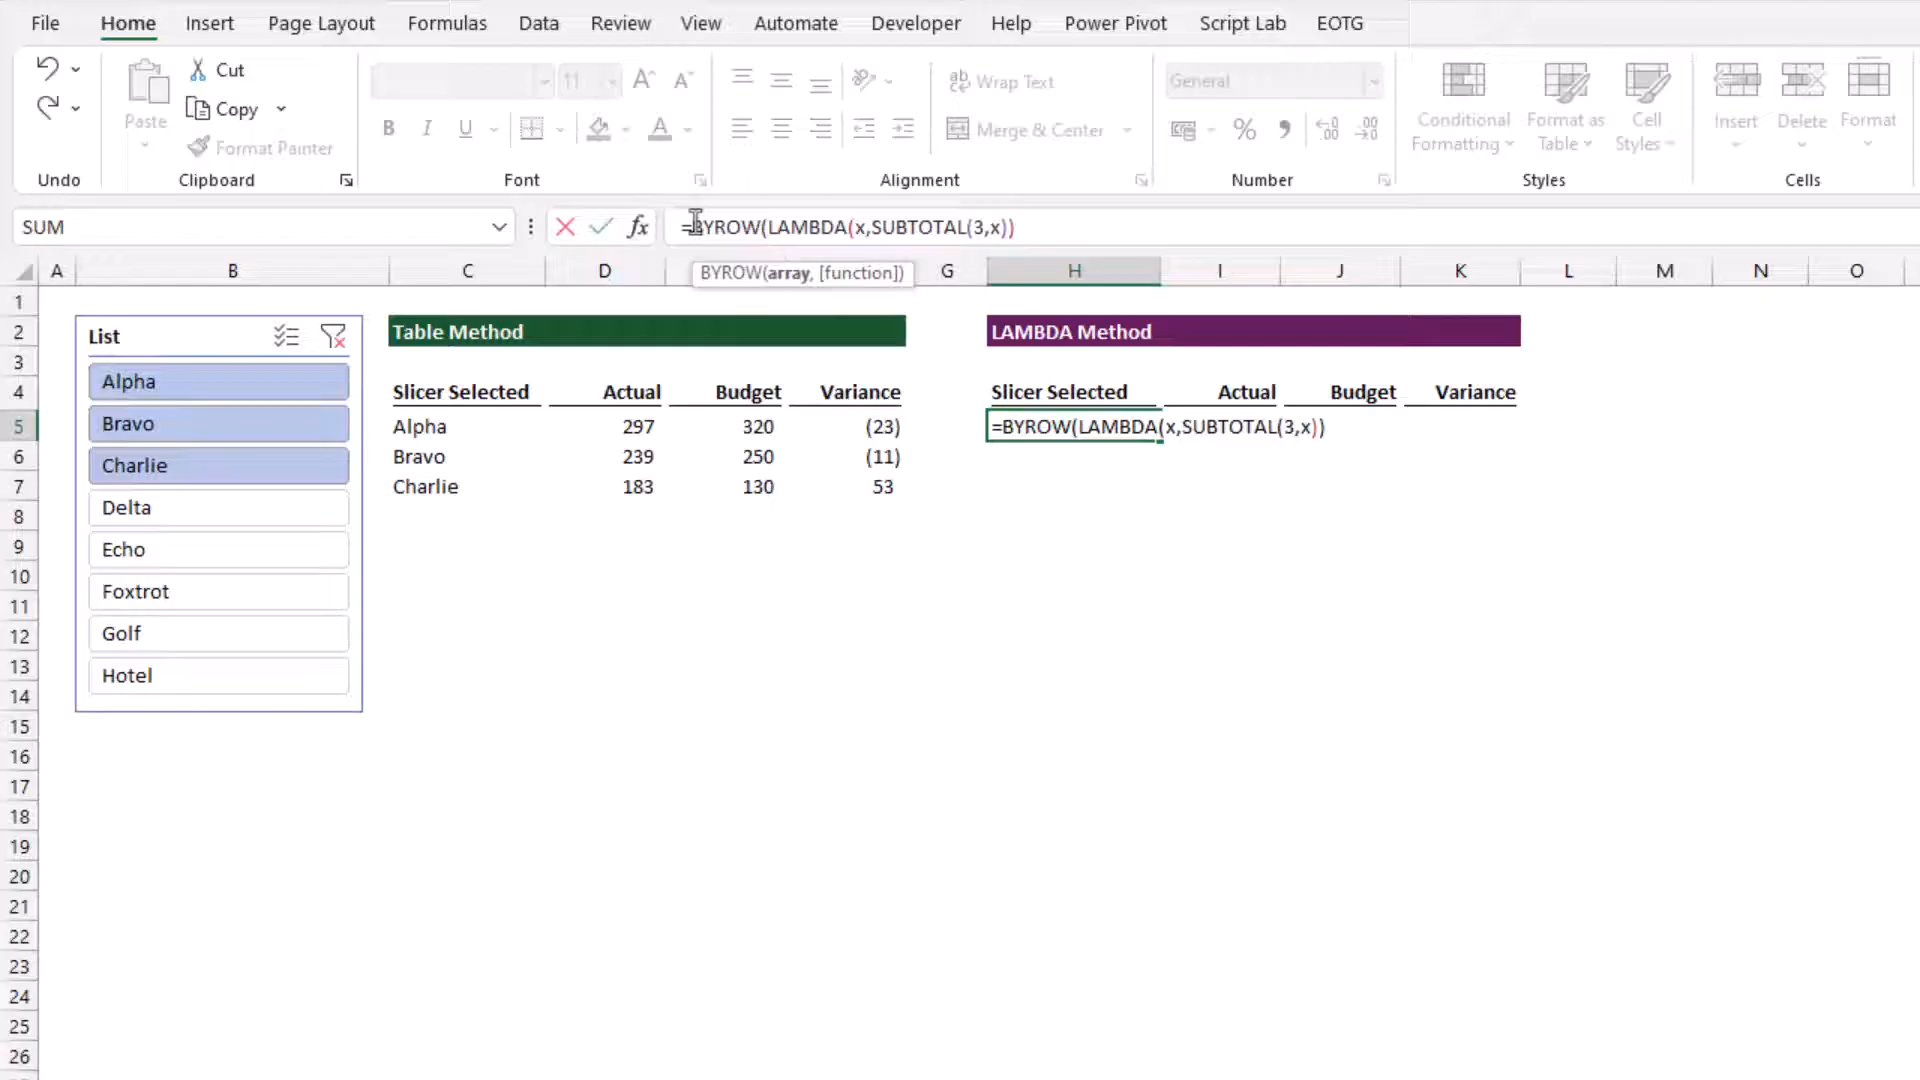 File Home Insert Page Layout Formulas Data Review View Automate Developer Help Power Pivot Script Lab EOTG
Cut
Copy
Paste
Format Painter
11
Wrap Text
Merge & Center
General
Conditional Formatting
Format as Table
Cell Styles
Insert
Delete
Format
Undo Clipboard Font Alignment Number Styles Cells
SUM
=BYROW(LAMBDA(x,SUBTOTAL(3,x))
BYROW(array, [function])
A B C D G H I J K L M N O
1
2
3
4
5
6
7
8
9
10
11
12
13
14
15
16
17
18
19
20
21
22
23
24
25
26
List
Alpha
Bravo
Charlie
Delta
Echo
Foxtrot
Golf
Hotel
Table Method
Slicer Selected Actual Budget Variance
Alpha 297 320 (23)
Bravo 239 250 (11)
Charlie 183 130 53
LAMBDA Method
Slicer Selected Actual Budget Variance
=BYROW(LAMBDA(x,SUBTOTAL(3,x))